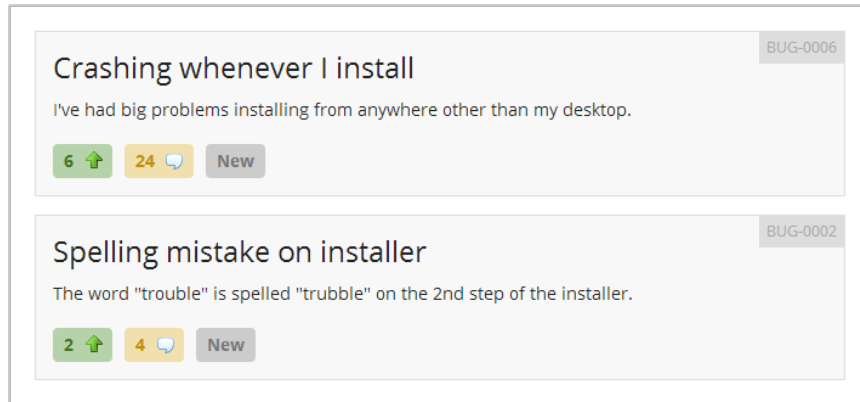 BUG-0006
Crashing whenever I install
I've had big problems installing from anywhere other than my desktop.
6 24 New
BUG-0002
Spelling mistake on installer
The word "trouble" is spelled "trubble" on the 2nd step of the installer.
2 4 New